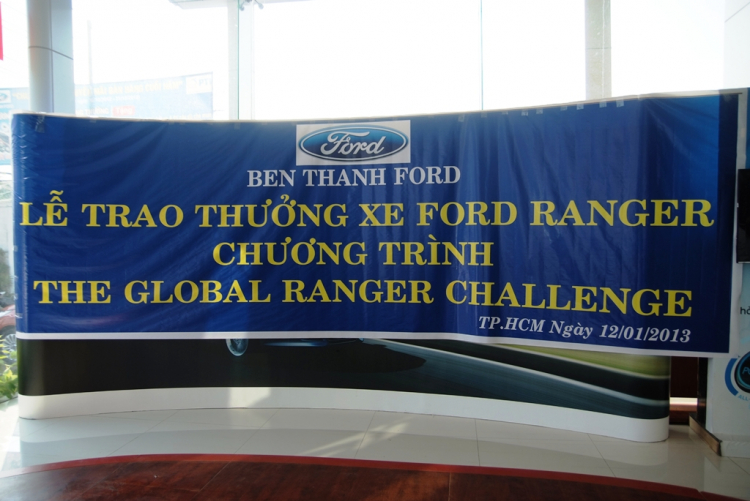 Ford
BEN THANH FORD
LỄ TRAO THƯỞNG XE FORD RANGER
CHƯƠNG TRÌNH
THE GLOBAL RANGER CHALLENGE
TP.HCM Ngày 12/01/2013